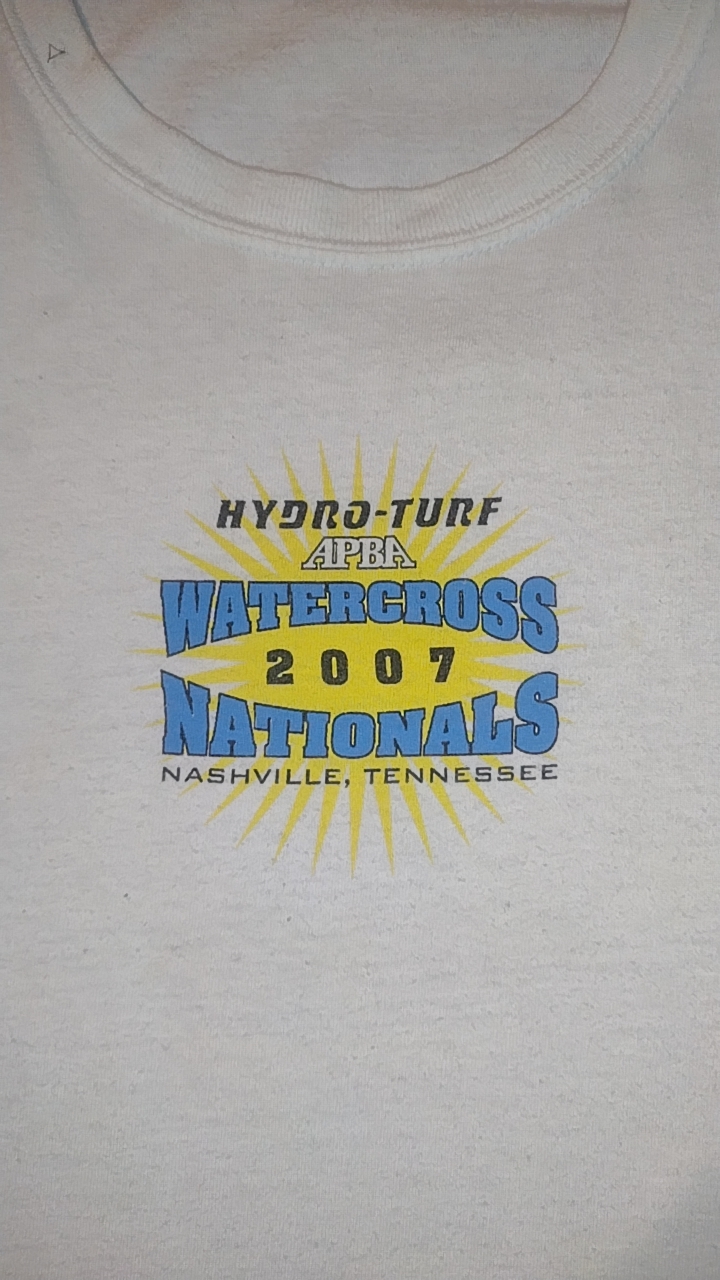 HYDRO-TURF
APBA
WATERCROSS
2007
NATIONALS
NASHVILLE, TENNESSEE